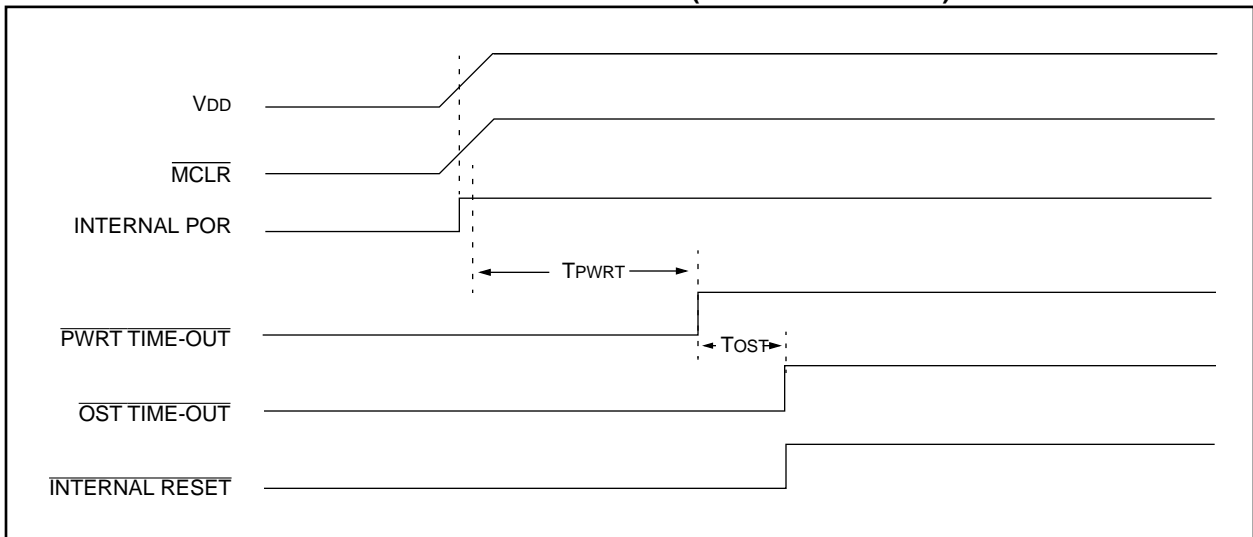 VDD
MCLR
INTERNAL POR
TPWRT
PWRT TIME-OUT
TOST
OST TIME-OUT
INTERNAL RESET